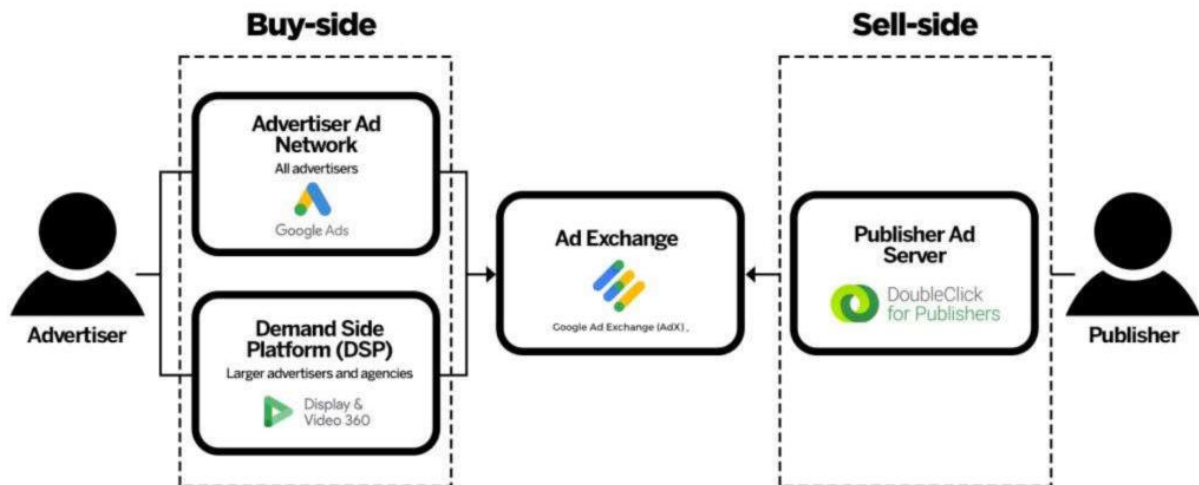 Buy-side
Sell-side
Advertiser Ad
Network
All advertisers
Google Ads
Demand Side
Platform (DSP)
Larger advertisers and agencies
Display &
Video 360
Advertiser
Ad Exchange
Google Ad Exchange (AdX) ,
Publisher Ad
Server
DoubleClick
for Publishers
Publisher